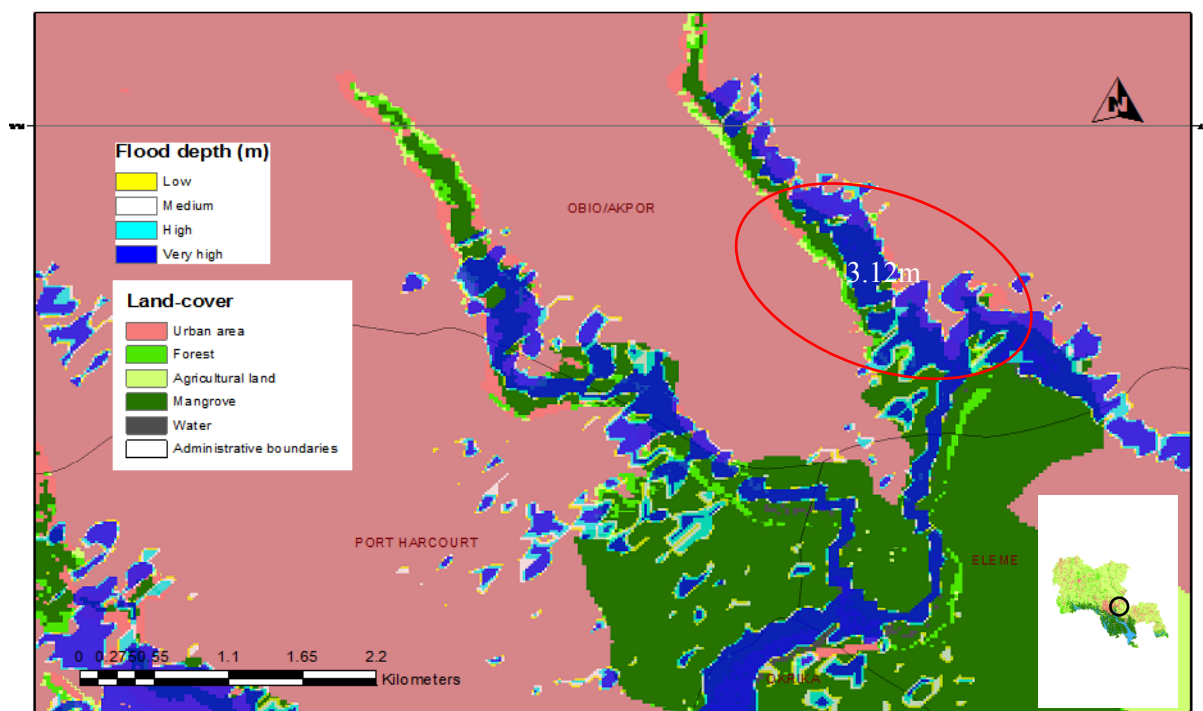 N
Flood depth (m)
Low
Medium
High
Very high
OBIO/AKPOR
3.12m
Land-cover
Urban area
Forest
Agricultural land
Mangrove
Water
Administrative boundaries
PORT HARCOURT
ELEME
0 0.275 0.55 1.1 1.65 2.2
Kilometers
OKRIKA